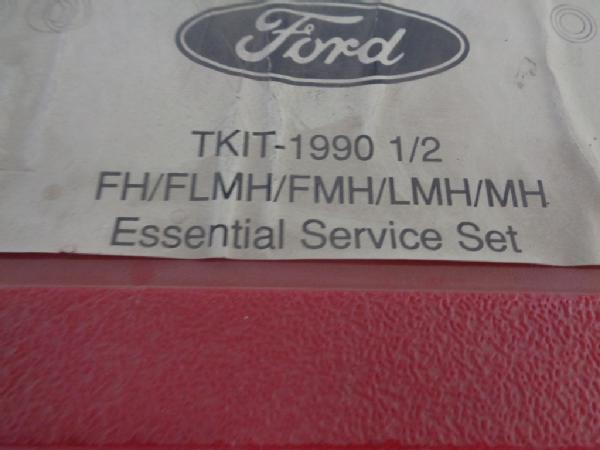 Ford
TKIT-1990 1/2
FH/FLMH/FMH/LMH/MH
Essential Service Set